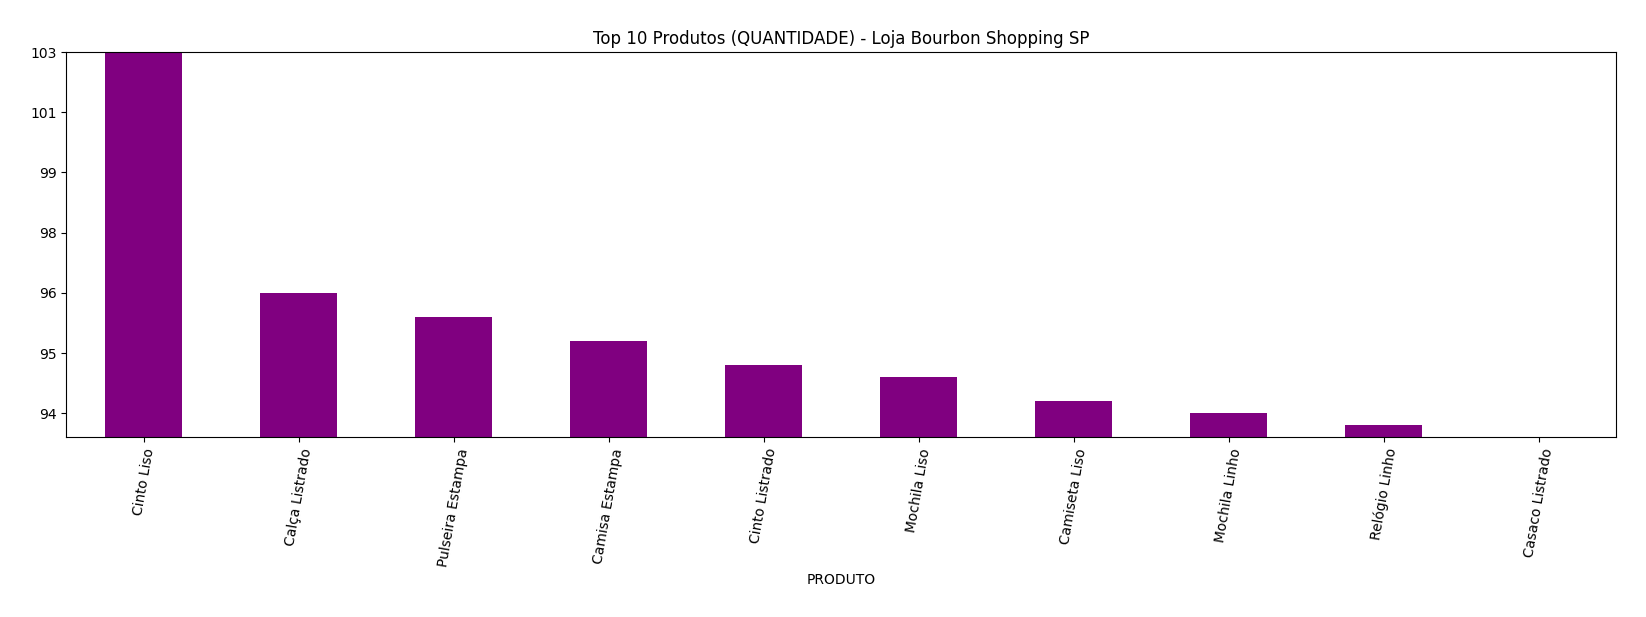 Top 10 Produtos (QUANTIDADE) - Loja Bourbon Shopping SP
103
101
99
98
96
95
94
Cinto Liso
Calça Listrado
Pulseira Estampa
Camisa Estampa
Cinto Listrado
Mochila Liso
Camiseta Liso
Mochila Linho
Relógio Linho
Casaco Listrado
PRODUTO